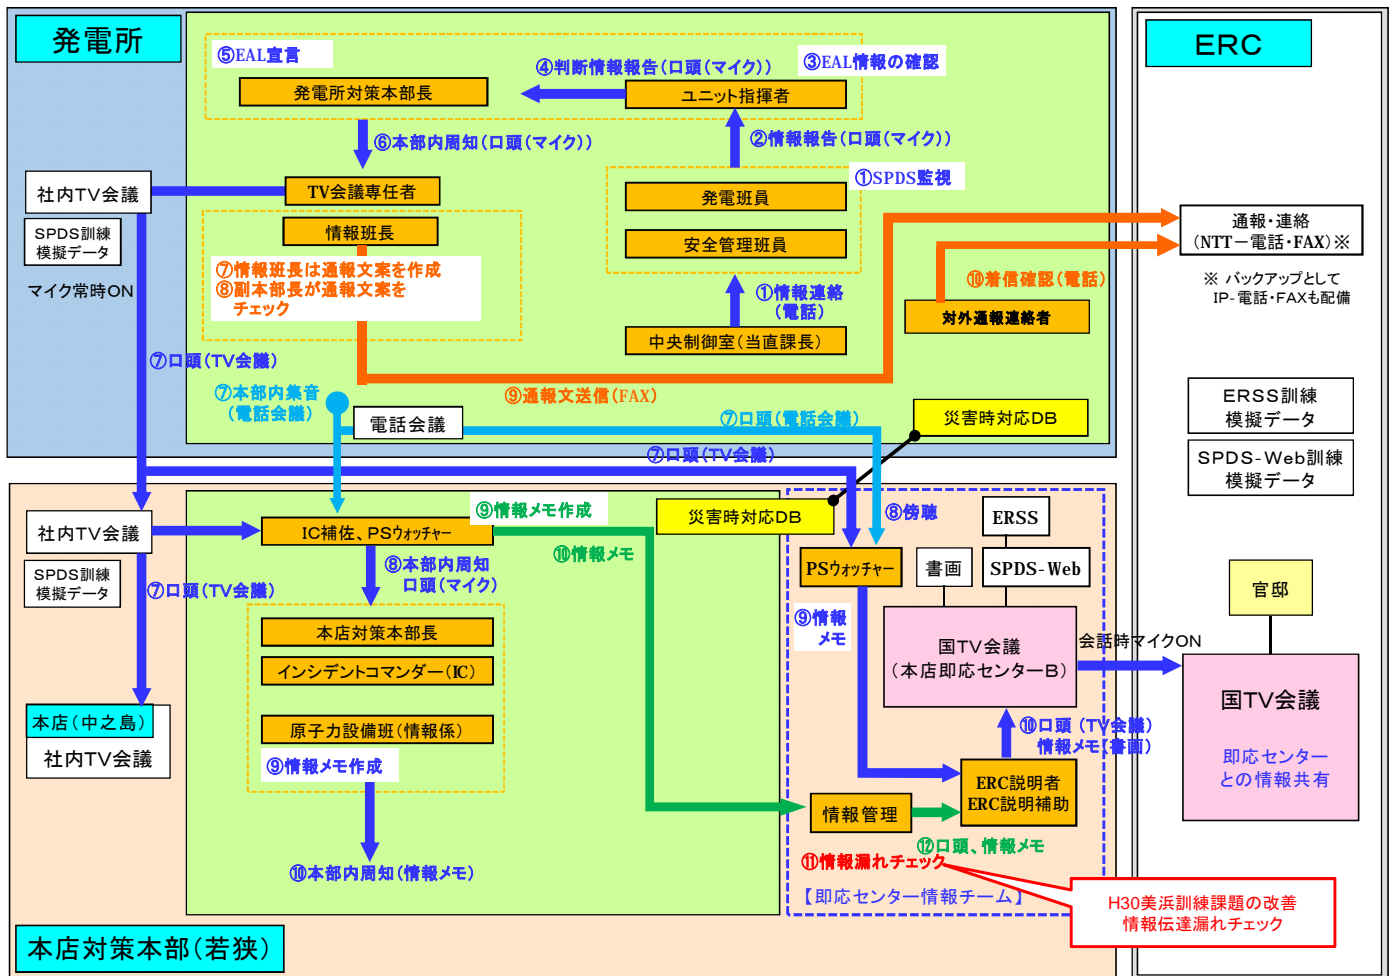 発電所
⑤EAL宣言
④判断情報報告(口頭(マイク))
③EAL情報の確認
発電所対策本部長
ユニット指揮者
⑥本部内周知(口頭(マイク))
②情報報告(口頭(マイク))
社内TV会議
TV会議専任者
①SPDS監視
発電班員
SPDS訓練
模擬データ
情報班長
安全管理班員
マイク常時ON
⑦情報班長は通報文案を作成
⑧副本部長が通報文案を
チェック
①情報連絡
(電話)
⑩着信確認(電話)
中央制御室(当直課長)
対外通報連絡者
⑦口頭(TV会議)
⑦本部内集音
(電話会議)
⑨通報文送信(FAX)
電話会議
⑦口頭(電話会議)
災害時対応DB
⑦口頭(TV会議)
ERC
通報・連絡
(NTT-電話・FAX)※
※ バックアップとして
IP-電話・FAXも配備
ERSS訓練
模擬データ
SPDS-Web訓練
模擬データ
官邸
国TV会議
即応センター
との情報共有
社内TV会議
SPDS訓練
模擬データ
⑦口頭(TV会議)
本店(中之島)
社内TV会議
IC補佐、PSウォッチャー
⑨情報メモ作成
⑩情報メモ
⑧本部内周知
口頭(マイク)
本店対策本部長
インシデントコマンダー(IC)
原子力設備班(情報係)
⑨情報メモ作成
⑩本部内周知(情報メモ)
災害時対応DB
⑧傍聴
ERSS
PSウォッチャー
書画
SPDS-Web
⑨情報
メモ
国TV会議
(本店即応センターB)
会話時マイクON
⑩口頭 (TV会議)
情報メモ(書画)
ERC説明者
ERC説明補助
情報管理
⑫口頭、情報メモ
⑪情報漏れチェック
【即応センター情報チーム】
H30美浜訓練課題の改善
情報伝達漏れチェック
本店対策本部(若狭)